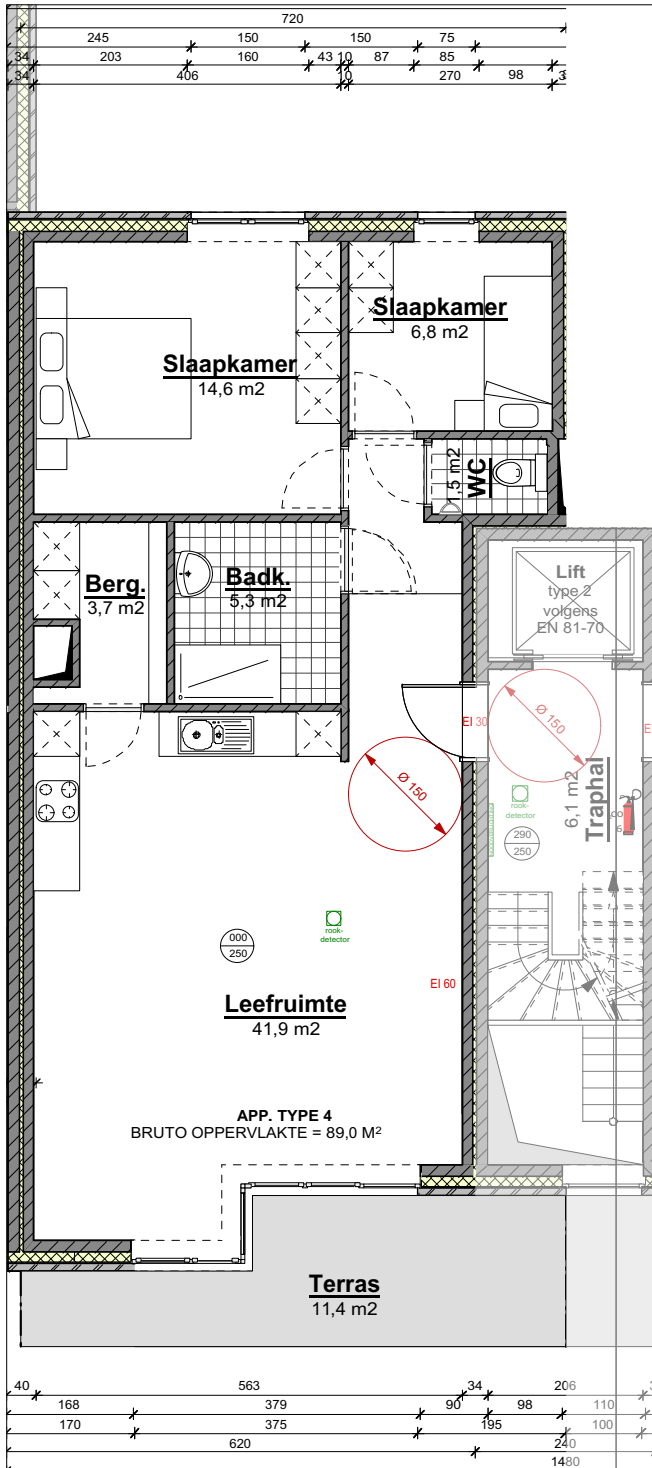 720
245 150 150 75
34 203 160 43 10 87 85
34 406 10 270 98
Slaapkamer
6,8 m2
Slaapkamer
14,6 m2
WC
1,5 m2
Berg.
3,7 m2
Badk.
5,3 m2
Lift
type 2
volgens
EN 81-70
EI 30
Ø 150
Ø 150
Traphal
6,1 m2
rook-
detector
290
250
rook-
detector
000
250
EI 60
Leefruimte
41,9 m2
APP. TYPE 4
BRUTO OPPERVLAKTE = 89,0 M²
Terras
11,4 m2
40 563 34 206
168 379 90 98 110
170 375 195 100
620 240
1480